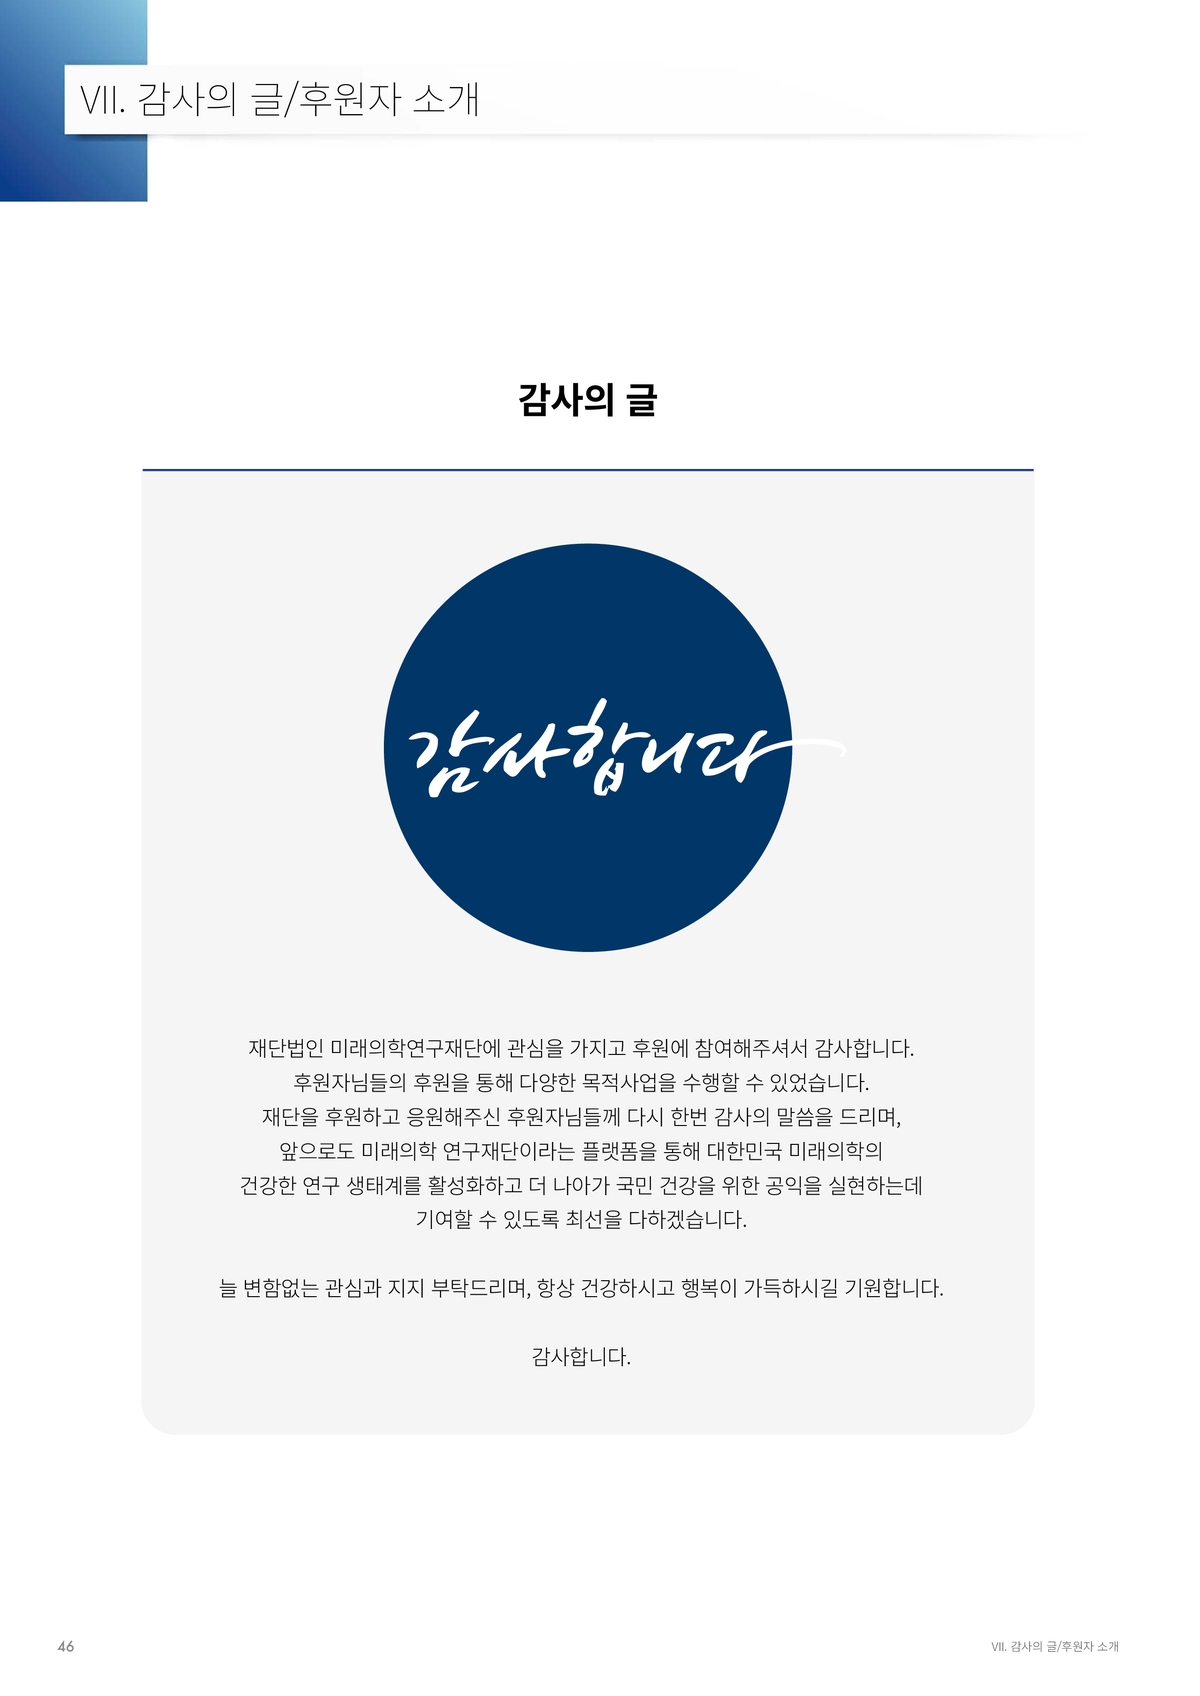 VII. 감사의 글/후원자 소개
감사의 글
감사합니다
재단법인 미래의학연구재단에 관심을 가지고 후원에 참여해주셔서 감사합니다.
후원자님들의 후원을 통해 다양한 목적사업을 수행할 수 있었습니다.
재단을 후원하고 응원해주신 후원자님들께 다시 한번 감사의 말씀을 드리며,
앞으로도 미래의학 연구재단이라는 플랫폼을 통해 대한민국 미래의학의
건강한 연구 생태계를 활성화하고 더 나아가 국민 건강을 위한 공익을 실현하는데
기여할 수 있도록 최선을 다하겠습니다.
늘 변함없는 관심과 지지 부탁드리며, 항상 건강하시고 행복이 가득하시길 기원합니다.
감사합니다.
46
VII. 감사의 글/후원자 소개